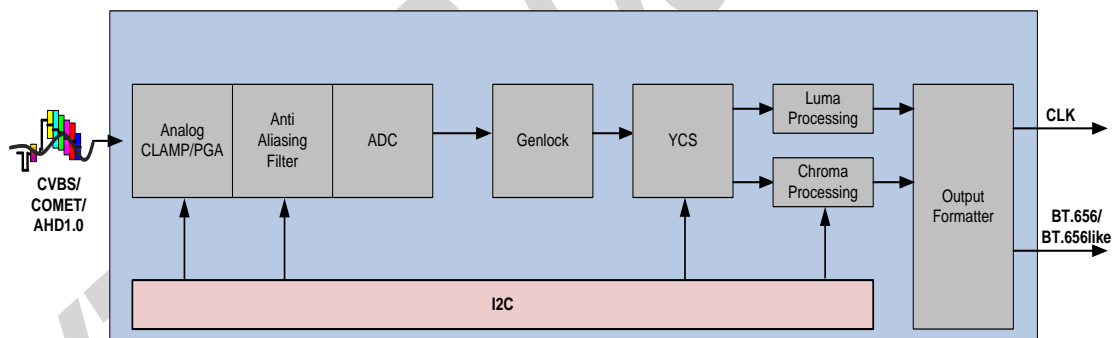 CVBS/
COMET/
AHD1.0
Analog
CLAMP/PGA
Anti
Aliasing
Filter
ADC
Genlock
YCS
Luma
Processing
Chroma
Processing
Output
Formatter
CLK
BT.656/
BT.656like
I2C